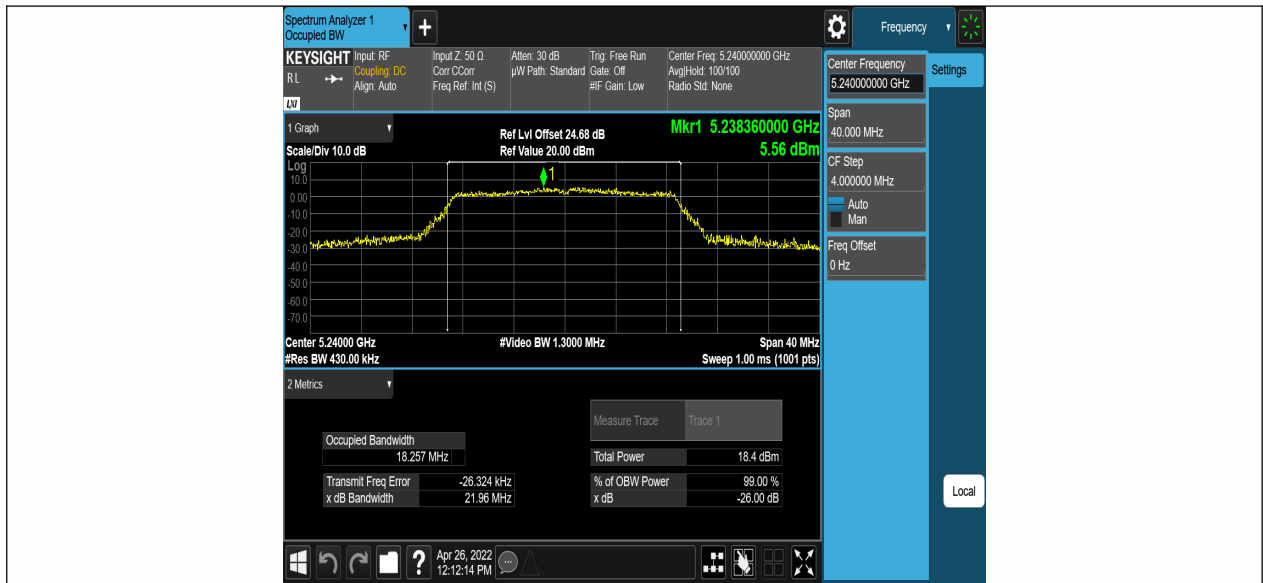 Spectrum Analyzer 1
Occupied BW
+
Frequency
KEYSIGHT
RL
LXI
Input: RF
Coupling: DC
Align: Auto
Input Z: 50 Ω
Corr CCorr
Freq Ref: Int (S)
Atten: 30 dB
µW Path: Standard
Trig: Free Run
Gate: Off
#IF Gain: Low
Center Freq: 5.240000000 GHz
Avg|Hold: 100/100
Radio Std: None
Center Frequency
5.240000000 GHz
Settings
Span
40.000 MHz
CF Step
4.000000 MHz
Auto
Man
Freq Offset
0 Hz
Local
1 Graph
Scale/Div 10.0 dB
Ref Lvl Offset 24.68 dB
Ref Value 20.00 dBm
Mkr1 5.238360000 GHz
5.56 dBm
Log
10.0
0.00
-10.0
-20.0
-30.0
-40.0
-50.0
-60.0
-70.0
1
Center 5.24000 GHz
#Video BW 1.3000 MHz
Span 40 MHz
#Res BW 430.00 kHz
Sweep 1.00 ms (1001 pts)
2 Metrics
Measure Trace Trace 1
Occupied Bandwidth
18.257 MHz
Total Power 18.4 dBm
Transmit Freq Error -26.324 kHz
% of OBW Power 99.00 %
x dB Bandwidth 21.96 MHz
x dB -26.00 dB
?
Apr 26, 2022
12:12:14 PM